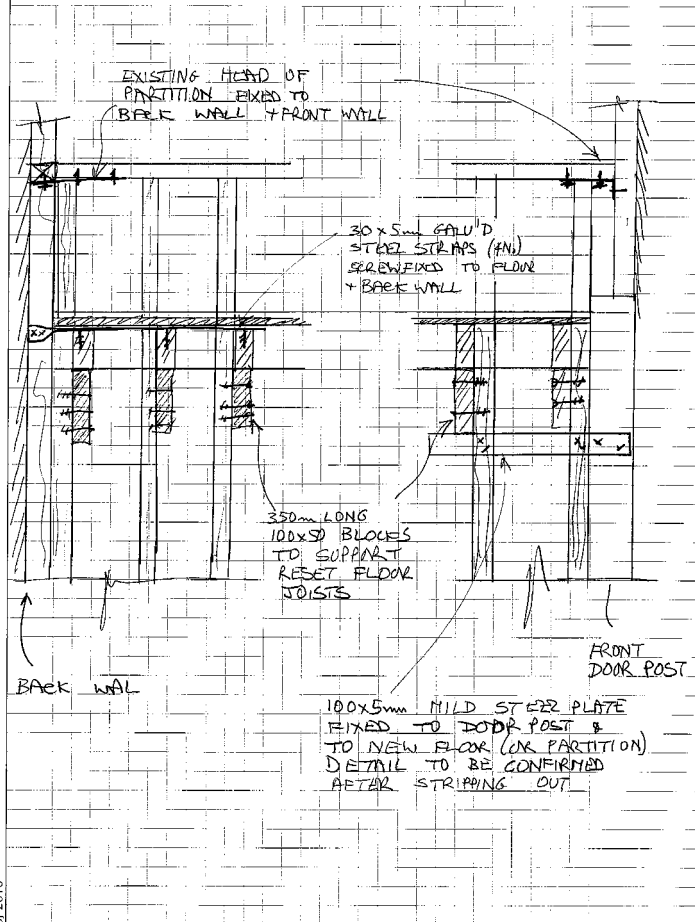 EXISTING HEAD OF
PARTITION FIXED TO
BACK WALL + FRONT WALL
30 x 5mm GALV'D
STEEL STRAPS (4No)
SCREWFIXED TO FLOOR
+ BACK WALL
350mm LONG
100x50 BLOCKS
TO SUPPORT
RESET FLOOR
JOISTS
FRONT
DOOR POST
BACK WAL
100x5mm MILD STEEL PLATE
FIXED TO DOOR POST &
TO NEW FLOOR (OR PARTITION)
DETAIL TO BE CONFIRMED
AFTER STRIPPING OUT